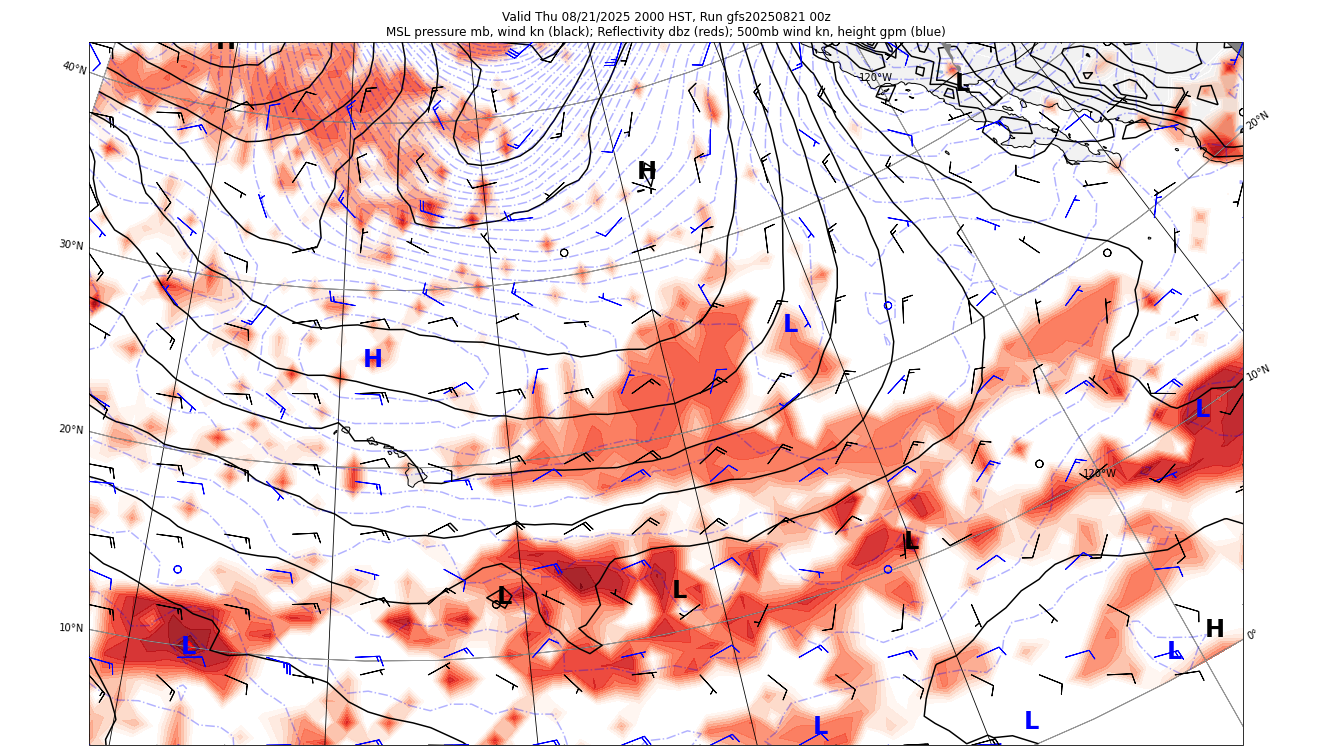 Valid Thu 08/21/2025 2000 HST, Run gfs20250821 00z
MSL pressure mb, wind kn (black); Reflectivity dbz (reds); 500mb wind kn, height gpm (blue)
H
40°N
120°W
L
20°N
H
30°N
L
H
10°N
L
20°N
120°W
L
L
L
10°N
L
H
0°
L
L
L